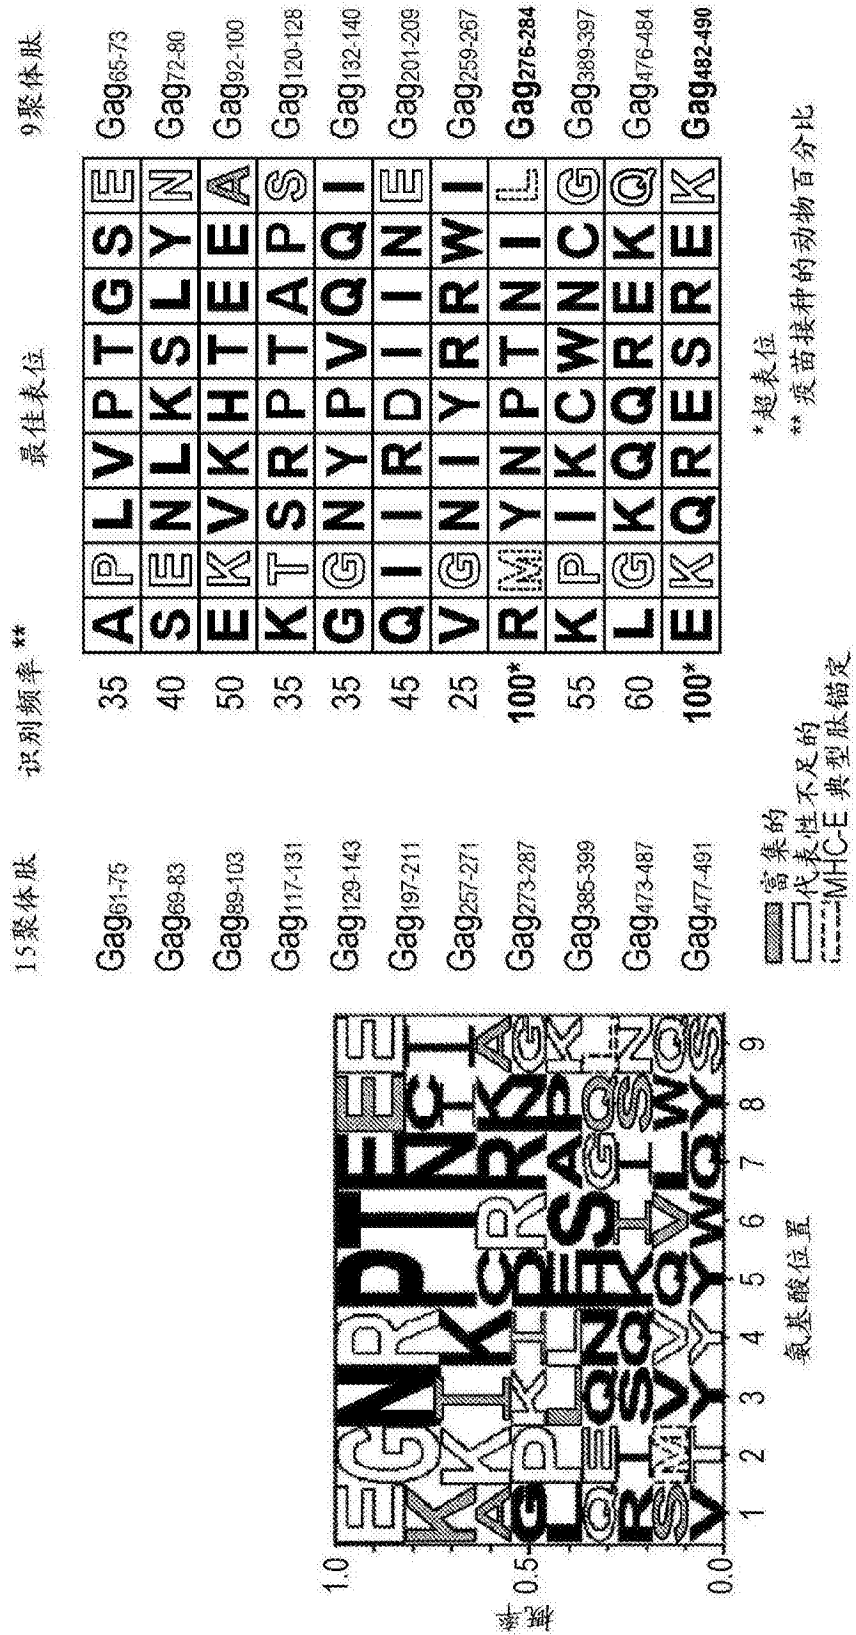 15聚体肽 识别频率** 最佳表位 9聚体肽
Gag61-75 35 A P L V P T G S E Gag65-73
Gag69-83 40 S E N L K S L Y N Gag72-80
Gag89-103 50 E K V K H T E E A Gag92-100
Gag117-131 35 K T S R P T A P S Gag120-128
Gag129-143 35 G G N Y P V Q Q I Gag132-140
Gag197-211 45 Q I I R D I I N E Gag201-209
Gag257-271 25 V G N I Y R R W I Gag259-267
Gag273-287 100* R M Y N P T N I L Gag276-284
Gag385-399 55 K P I K C W N C G Gag389-397
Gag473-487 60 L G K Q Q R E K Q Gag476-484
Gag477-491 100* E K Q R E S R E K Gag482-490
概率
1.0
0.5
0.0
1 2 3 4 5 6 7 8 9
氨基酸位置
富集的
代表性不足的
MHC-E 典型肽锚定
*超表位
**疫苗接种的动物百分比